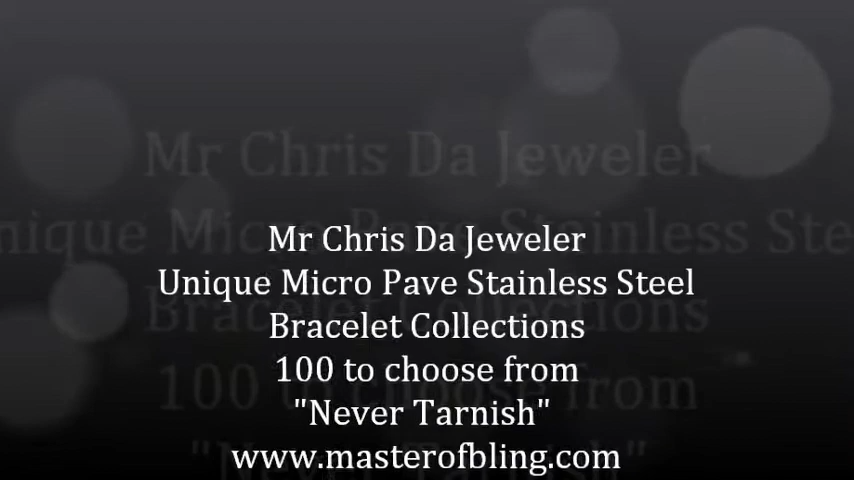 Mr Chris Da Jeweler
Unique Micro Pave Stainless Steel
Bracelet Collections
100 to choose from
"Never Tarnish"
www.masterofbling.com